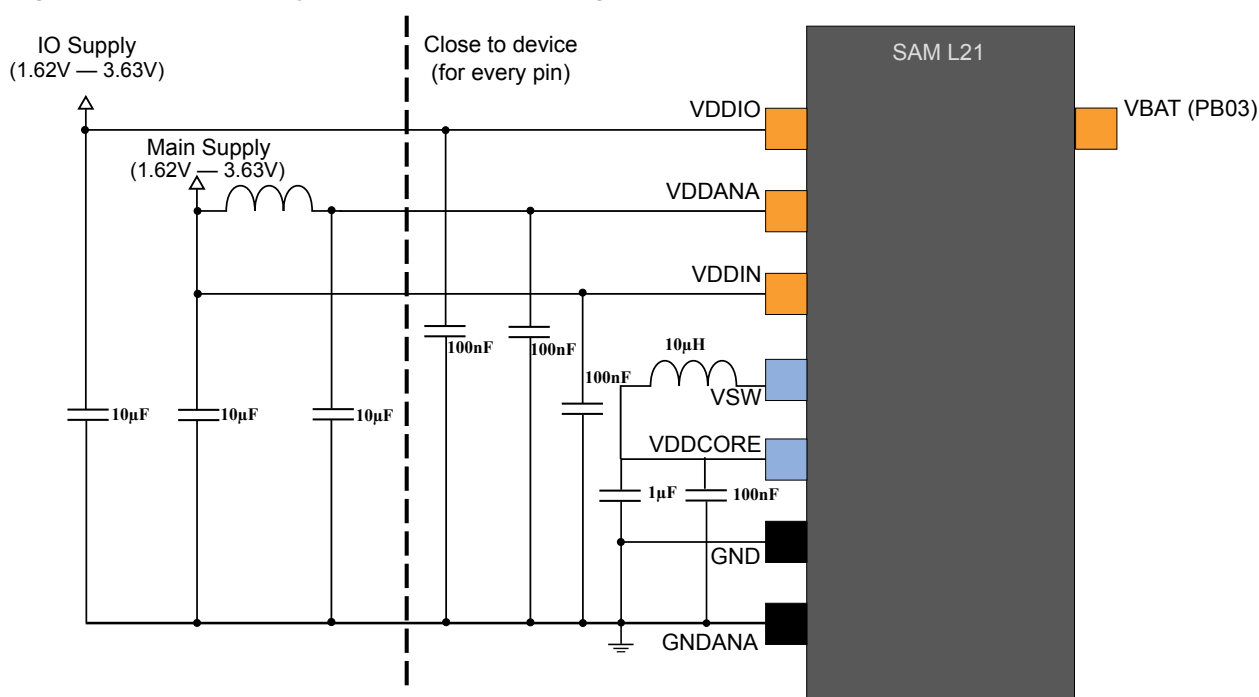 IO Supply
(1.62V — 3.63V)
Close to device
(for every pin)
SAM L21
VDDIO
VBAT (PB03)
Main Supply
(1.62V — 3.63V)
VDDANA
VDDIN
100nF
100nF
10µH
100nF
VSW
10µF
10µF
10µF
VDDCORE
1µF
100nF
GND
GNDANA